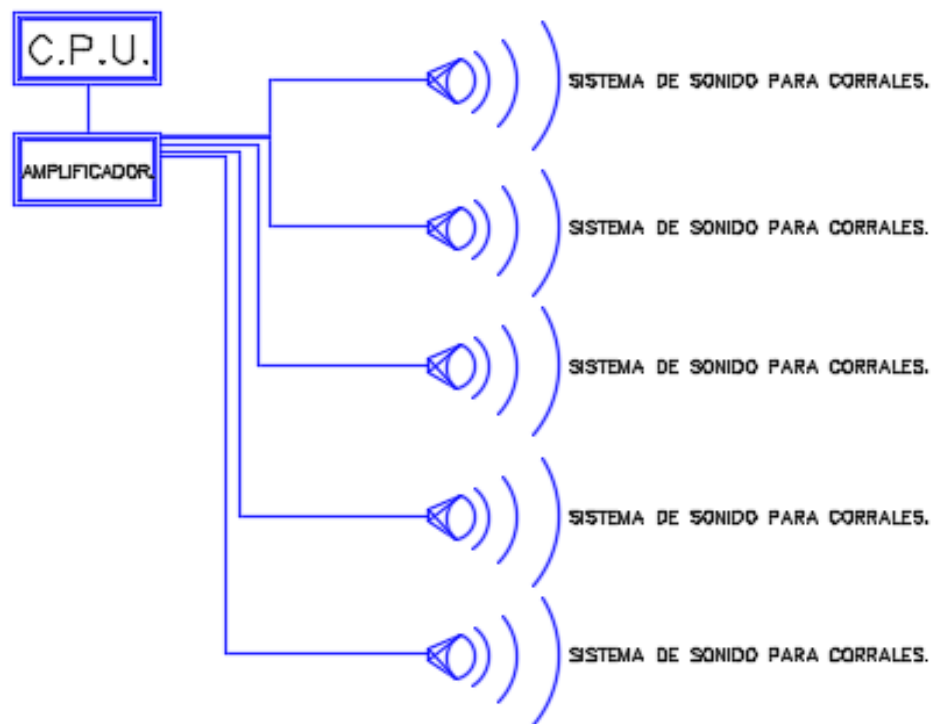 C.P.U.
AMPLIFICADOR.
SISTEMA DE SONIDO PARA CORRALES.
SISTEMA DE SONIDO PARA CORRALES.
SISTEMA DE SONIDO PARA CORRALES.
SISTEMA DE SONIDO PARA CORRALES.
SISTEMA DE SONIDO PARA CORRALES.